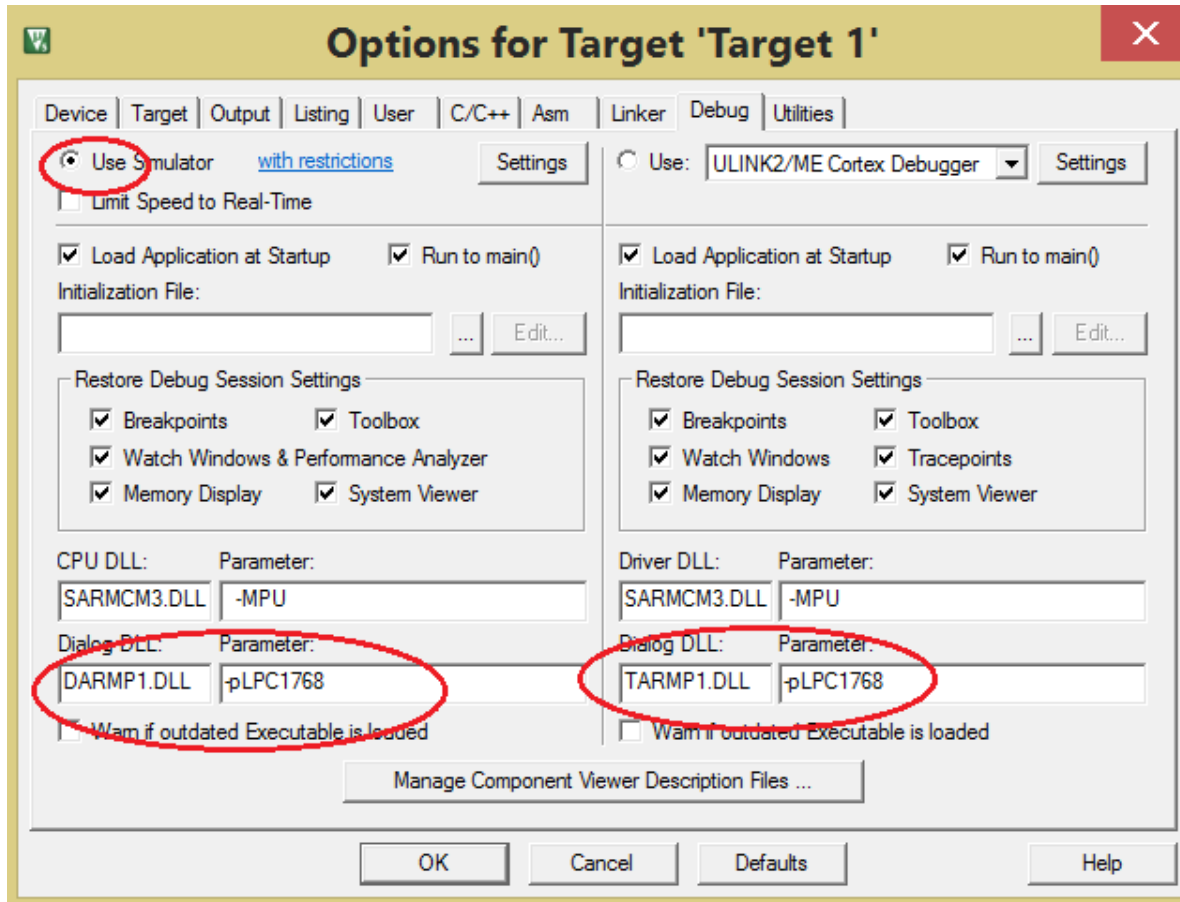 Options for Target 'Target 1'
Device Target Output Listing User C/C++ Asm Linker Debug Utilities
Use Simulator with restrictions Settings
Limit Speed to Real-Time
Load Application at Startup Run to main()
Initialization File:
... Edit...
Restore Debug Session Settings
Breakpoints Toolbox
Watch Windows & Performance Analyzer
Memory Display System Viewer
CPU DLL: Parameter:
SARMCM3.DLL -MPU
Dialog DLL: Parameter:
DARMP1.DLL -pLPC1768
Warn if outdated Executable is loaded
Use: ULINK2/ME Cortex Debugger Settings
Load Application at Startup Run to main()
Initialization File:
... Edit...
Restore Debug Session Settings
Breakpoints Toolbox
Watch Windows Tracepoints
Memory Display System Viewer
Driver DLL: Parameter:
SARMCM3.DLL -MPU
Dialog DLL: Parameter:
TARMP1.DLL -pLPC1768
Warn if outdated Executable is loaded
Manage Component Viewer Description Files ...
OK Cancel Defaults Help